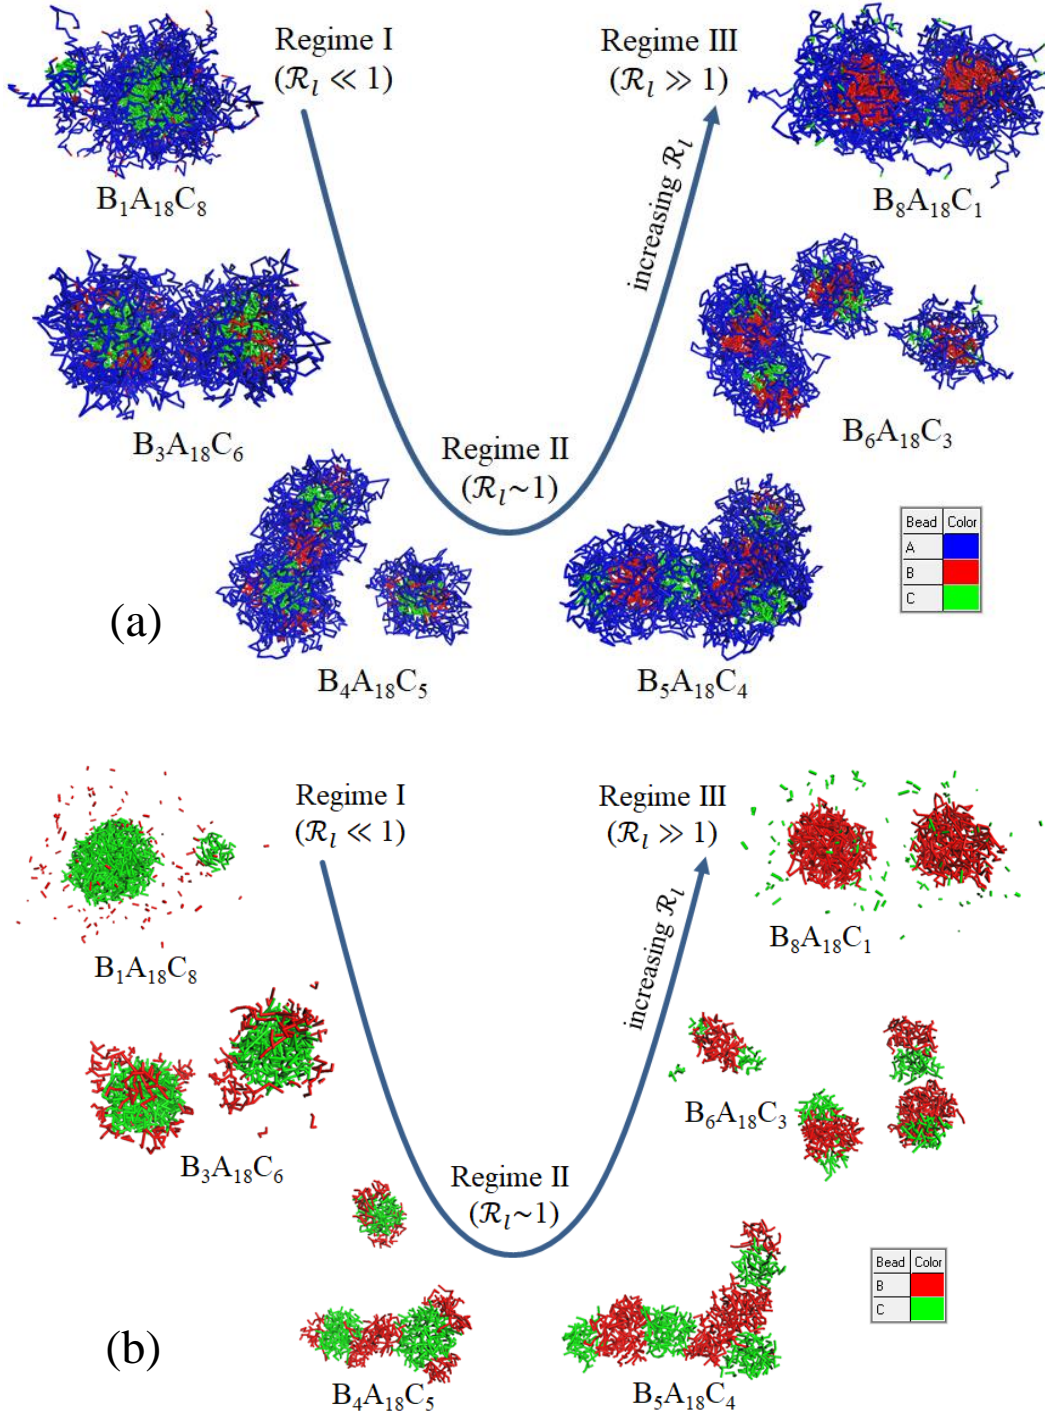 Regime I
(ℛₗ ≪ 1)
Regime III
(ℛₗ ≫ 1)
increasing ℛₗ
B₁A₁₈C₈
B₈A₁₈C₁
B₃A₁₈C₆
B₆A₁₈C₃
Regime II
(ℛₗ~1)
Bead Color
A
B
C
(a)
B₄A₁₈C₅
B₅A₁₈C₄
Regime I
(ℛₗ ≪ 1)
Regime III
(ℛₗ ≫ 1)
increasing ℛₗ
B₁A₁₈C₈
B₈A₁₈C₁
B₃A₁₈C₆
B₆A₁₈C₃
Regime II
(ℛₗ~1)
Bead Color
B
C
(b)
B₄A₁₈C₅
B₅A₁₈C₄